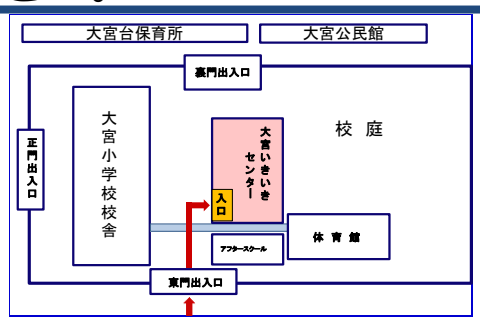 大宮台保育所
大宮公民館
裏門出入口
大宮小学校校舎
正門出入口
大宮いきいき
センター
入口
校庭
体育館
アフタースクール
東門出入口